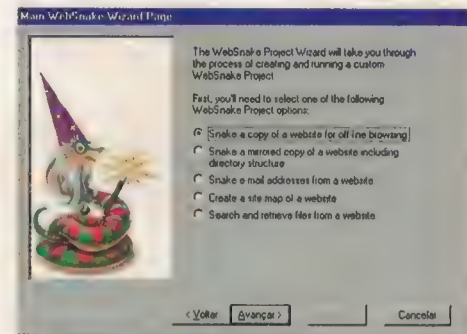 Main WebSnake Wizard Page
The WebSnake Project Wizard will take you through
the process of creating and running a custom
WebSnake Project
First, you'll need to select one of the following
WebSnake Project options:
Snake a copy of a website for off line browsing
Snake a mirrored copy of a website including
directory structure
Snake e-mail addresses from a website
Create a site map of a website
Search and retrieve files from a website
< Voltar
Avançar >
Cancelar